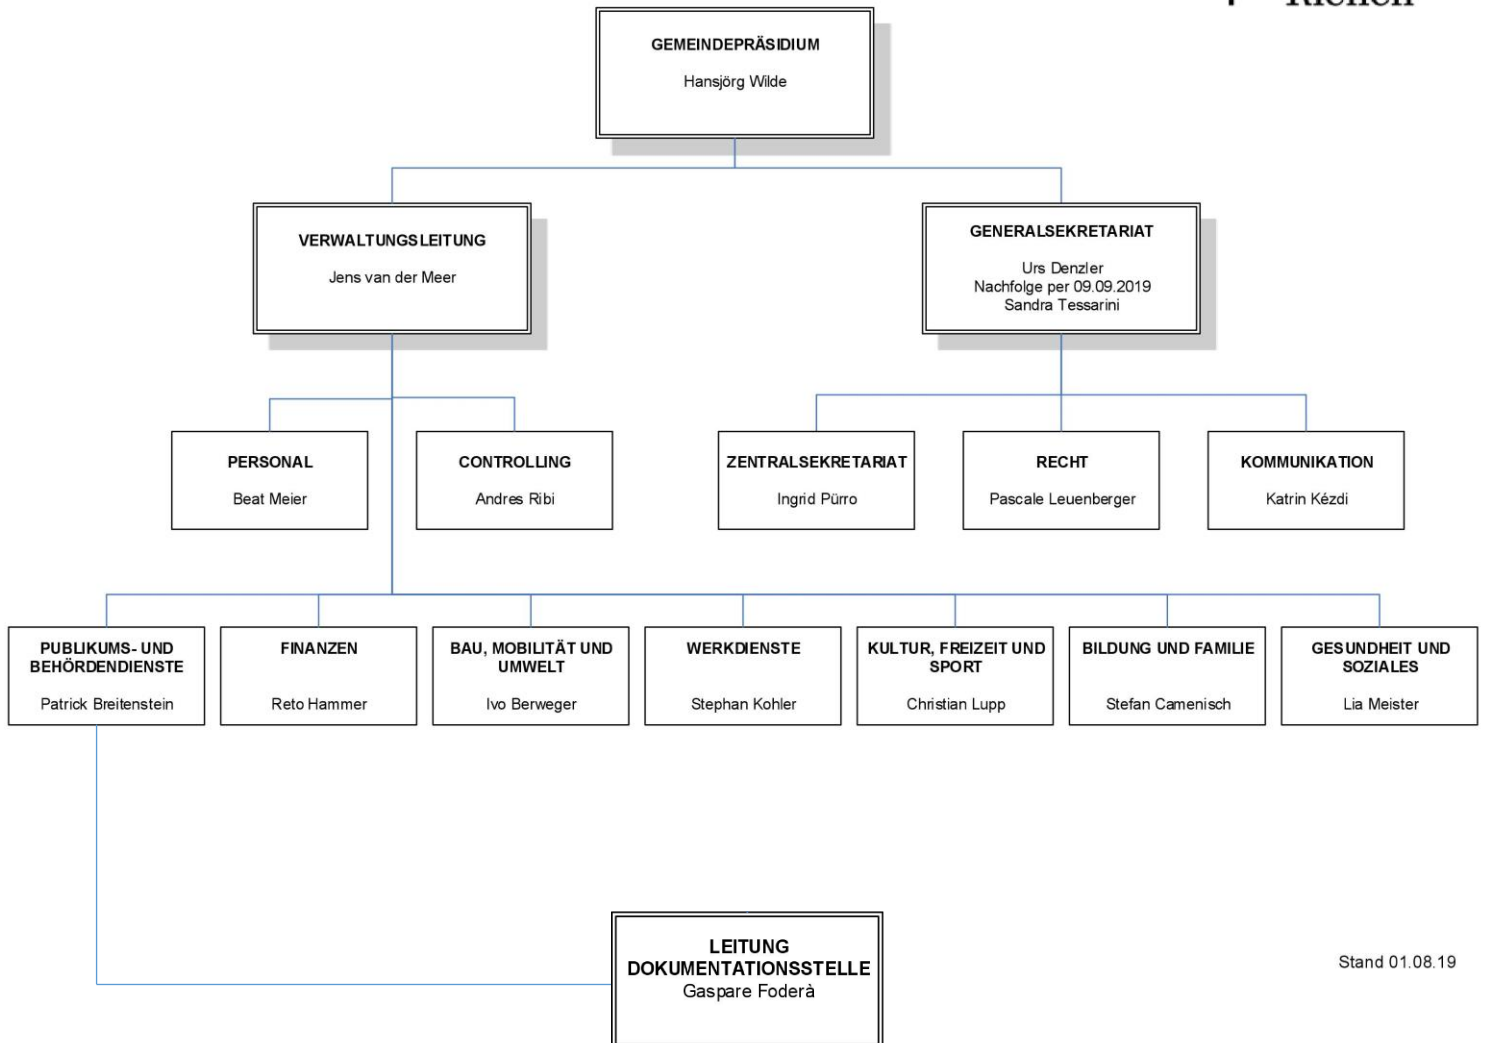 Riehen
GEMEINDEPRÄSIDIUM
Hansjörg Wilde
VERWALTUNGSLEITUNG
Jens van der Meer
GENERALSEKRETARIAT
Urs Denzler
Nachfolge per 09.09.2019
Sandra Tessarini
PERSONAL
Beat Meier
CONTROLLING
Andres Ribi
ZENTRALSEKRETARIAT
Ingrid Pürro
RECHT
Pascale Leuenberger
KOMMUNIKATION
Katrin Kézdi
PUBLIKUMS- UND
BEHÖRDENDIENSTE
Patrick Breitenstein
FINANZEN
Reto Hammer
BAU, MOBILITÄT UND
UMWELT
Ivo Berweger
WERKDIENSTE
Stephan Kohler
KULTUR, FREIZEIT UND
SPORT
Christian Lupp
BILDUNG UND FAMILIE
Stefan Camenisch
GESUNDHEIT UND
SOZIALES
Lia Meister
LEITUNG
DOKUMENTATIONSSTELLE
Gaspare Foderà
Stand 01.08.19